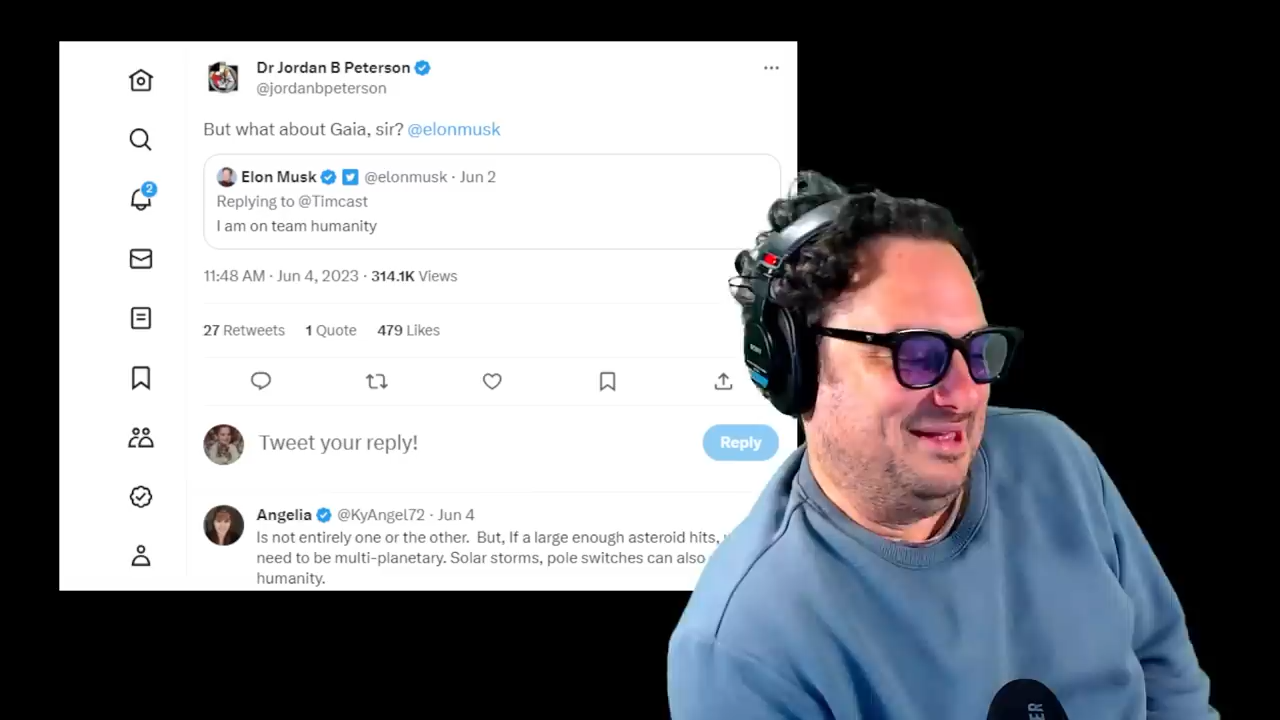 Dr Jordan B Peterson
@jordanbpeterson
But what about Gaia, sir? @elonmusk
Elon Musk @elonmusk · Jun 2
Replying to @Timcast
I am on team humanity
11:48 AM · Jun 4, 2023 · 314.1K Views
27 Retweets 1 Quote 479 Likes
2
Tweet your reply!
Reply
Angelia @KyAngel72 · Jun 4
Is not entirely one or the other. But, If a large enough asteroid hits,
need to be multi-planetary. Solar storms, pole switches can also
humanity.
SONY